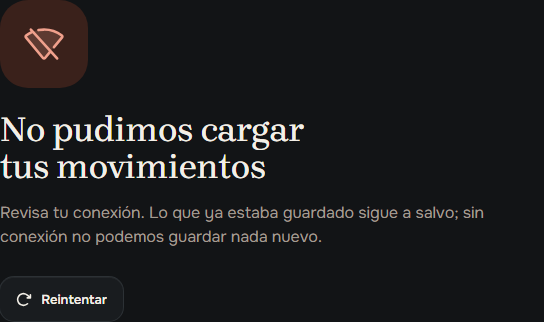 No pudimos cargar
tus movimientos
Revisa tu conexión. Lo que ya estaba guardado sigue a salvo; sin
conexión no podemos guardar nada nuevo.
Reintentar